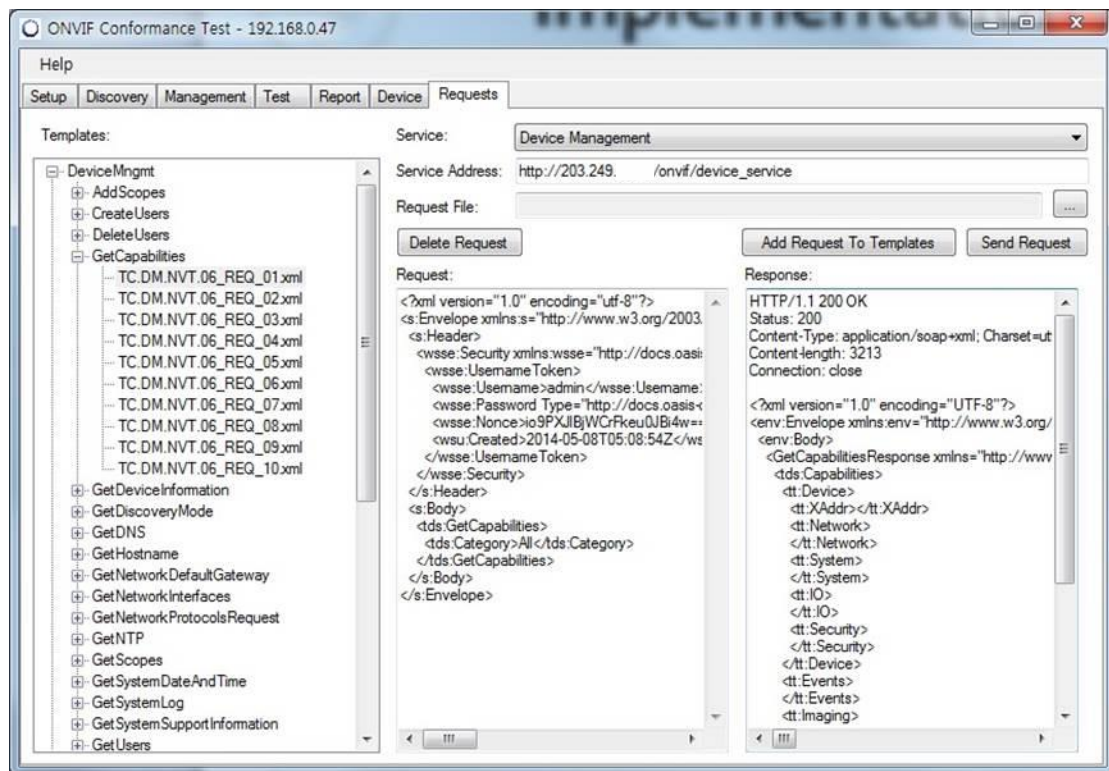 ONVIF Conformance Test - 192.168.0.47
Help
Setup Discovery Management Test Report Device Requests
Templates:
DeviceMngmt
AddScopes
CreateUsers
DeleteUsers
GetCapabilities
TC.DM.NVT.06_REQ_01.xml
TC.DM.NVT.06_REQ_02.xml
TC.DM.NVT.06_REQ_03.xml
TC.DM.NVT.06_REQ_04.xml
TC.DM.NVT.06_REQ_05.xml
TC.DM.NVT.06_REQ_06.xml
TC.DM.NVT.06_REQ_07.xml
TC.DM.NVT.06_REQ_08.xml
TC.DM.NVT.06_REQ_09.xml
TC.DM.NVT.06_REQ_10.xml
GetDeviceInformation
GetDiscoveryMode
GetDNS
GetHostname
GetNetworkDefaultGateway
GetNetworkInterfaces
GetNetworkProtocolsRequest
GetNTP
GetScopes
GetSystemDateAndTime
GetSystemLog
GetSystemSupportInformation
GetUsers
Service: Device Management
Service Address: http://203.249. /onvif/device_service
Request File: ...
Delete Request
Add Request To Templates
Send Request
Request:
<?xml version="1.0" encoding="utf-8"?>
<s:Envelope xmlns:s="http://www.w3.org/2003.
<s:Header>
<wsse:Security xmlns:wsse="http://docs.oasis
<wsse:UsernameToken>
<wsse:Username>admin</wsse:Username>
<wsse:Password Type="http://docs.oasis-
<wsse:Nonce>io9PXJlBjWCrFkeu0JBi4w==
<wsu:Created>2014-05-08T05:08:54Z</ws
</wsse:UsernameToken>
</wsse:Security>
</s:Header>
<s:Body>
<tds:GetCapabilities>
<tds:Category>All</tds:Category>
</tds:GetCapabilities>
</s:Body>
</s:Envelope>
Response:
HTTP/1.1 200 OK
Status: 200
Content-Type: application/soap+xml; Charset=ut
Content-length: 3213
Connection: close
<?xml version="1.0" encoding="UTF-8"?>
<env:Envelope xmlns:env="http://www.w3.org/
<env:Body>
<GetCapabilitiesResponse xmlns="http://www
<tds:Capabilities>
<tt:Device>
<tt:XAddr></tt:XAddr>
<tt:Network>
</tt:Network>
<tt:System>
</tt:System>
<tt:IO>
</tt:IO>
<tt:Security>
</tt:Security>
</tt:Device>
<tt:Events>
</tt:Events>
<tt:Imaging>